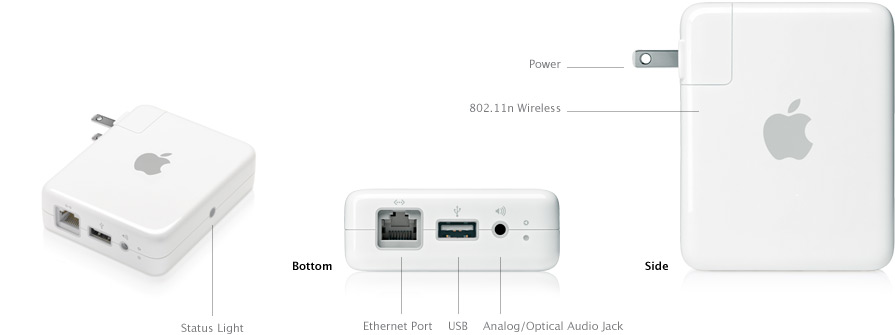 Power
802.11n Wireless
Bottom
Side
Status Light
Ethernet Port
USB
Analog/Optical Audio Jack